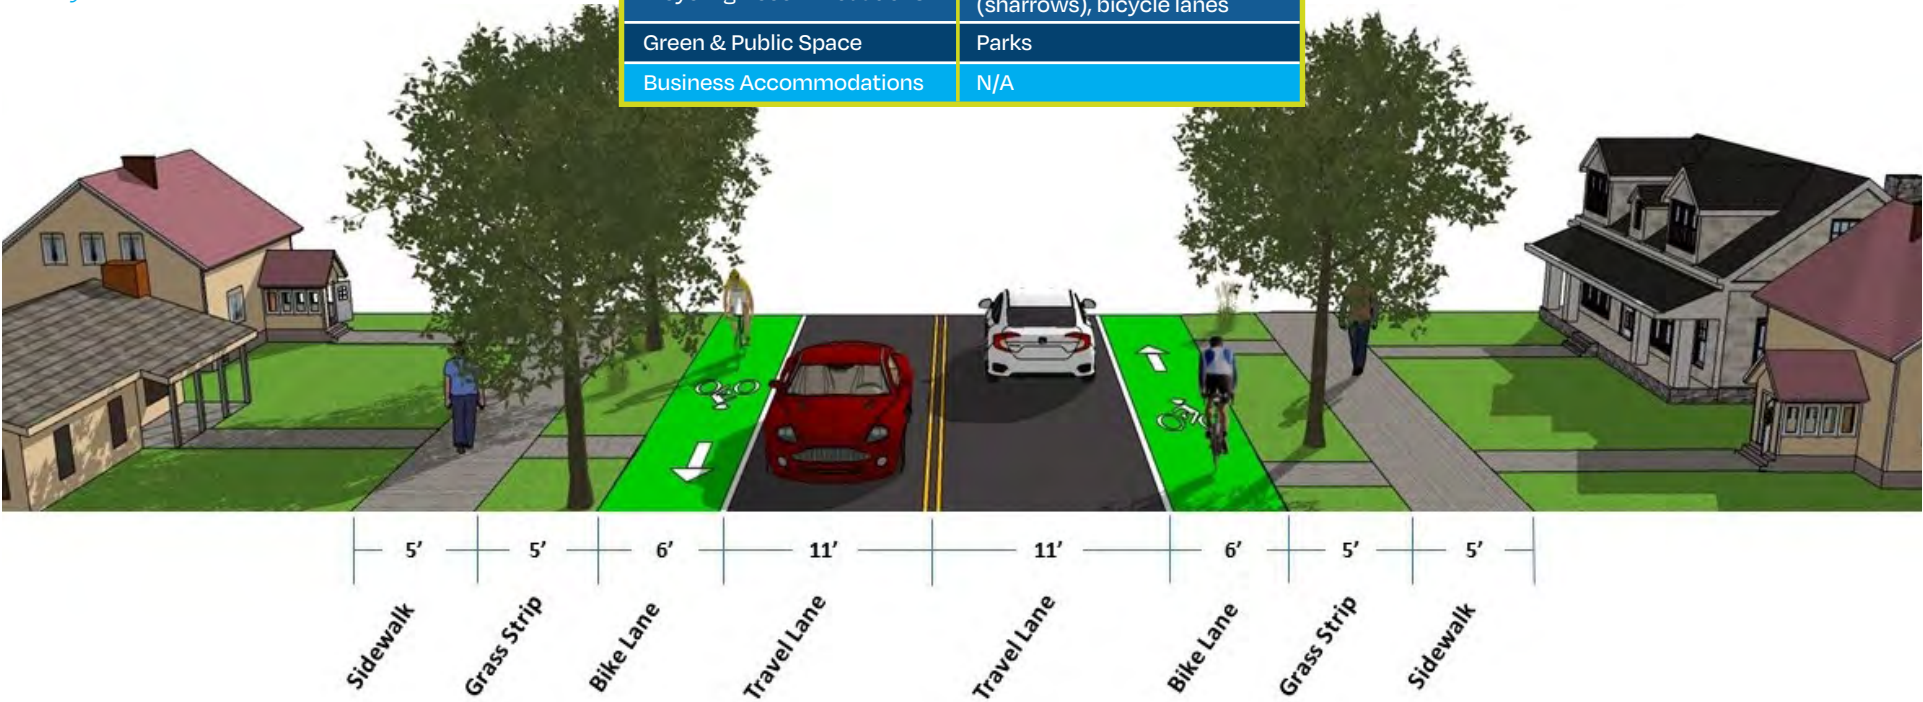 (sharrows), bicycle lanes
Green & Public Space Parks
Business Accommodations N/A
5' 5' 6' 11' 11' 6' 5' 5'
Sidewalk Grass Strip Bike Lane Travel Lane Travel Lane Bike Lane Grass Strip Sidewalk